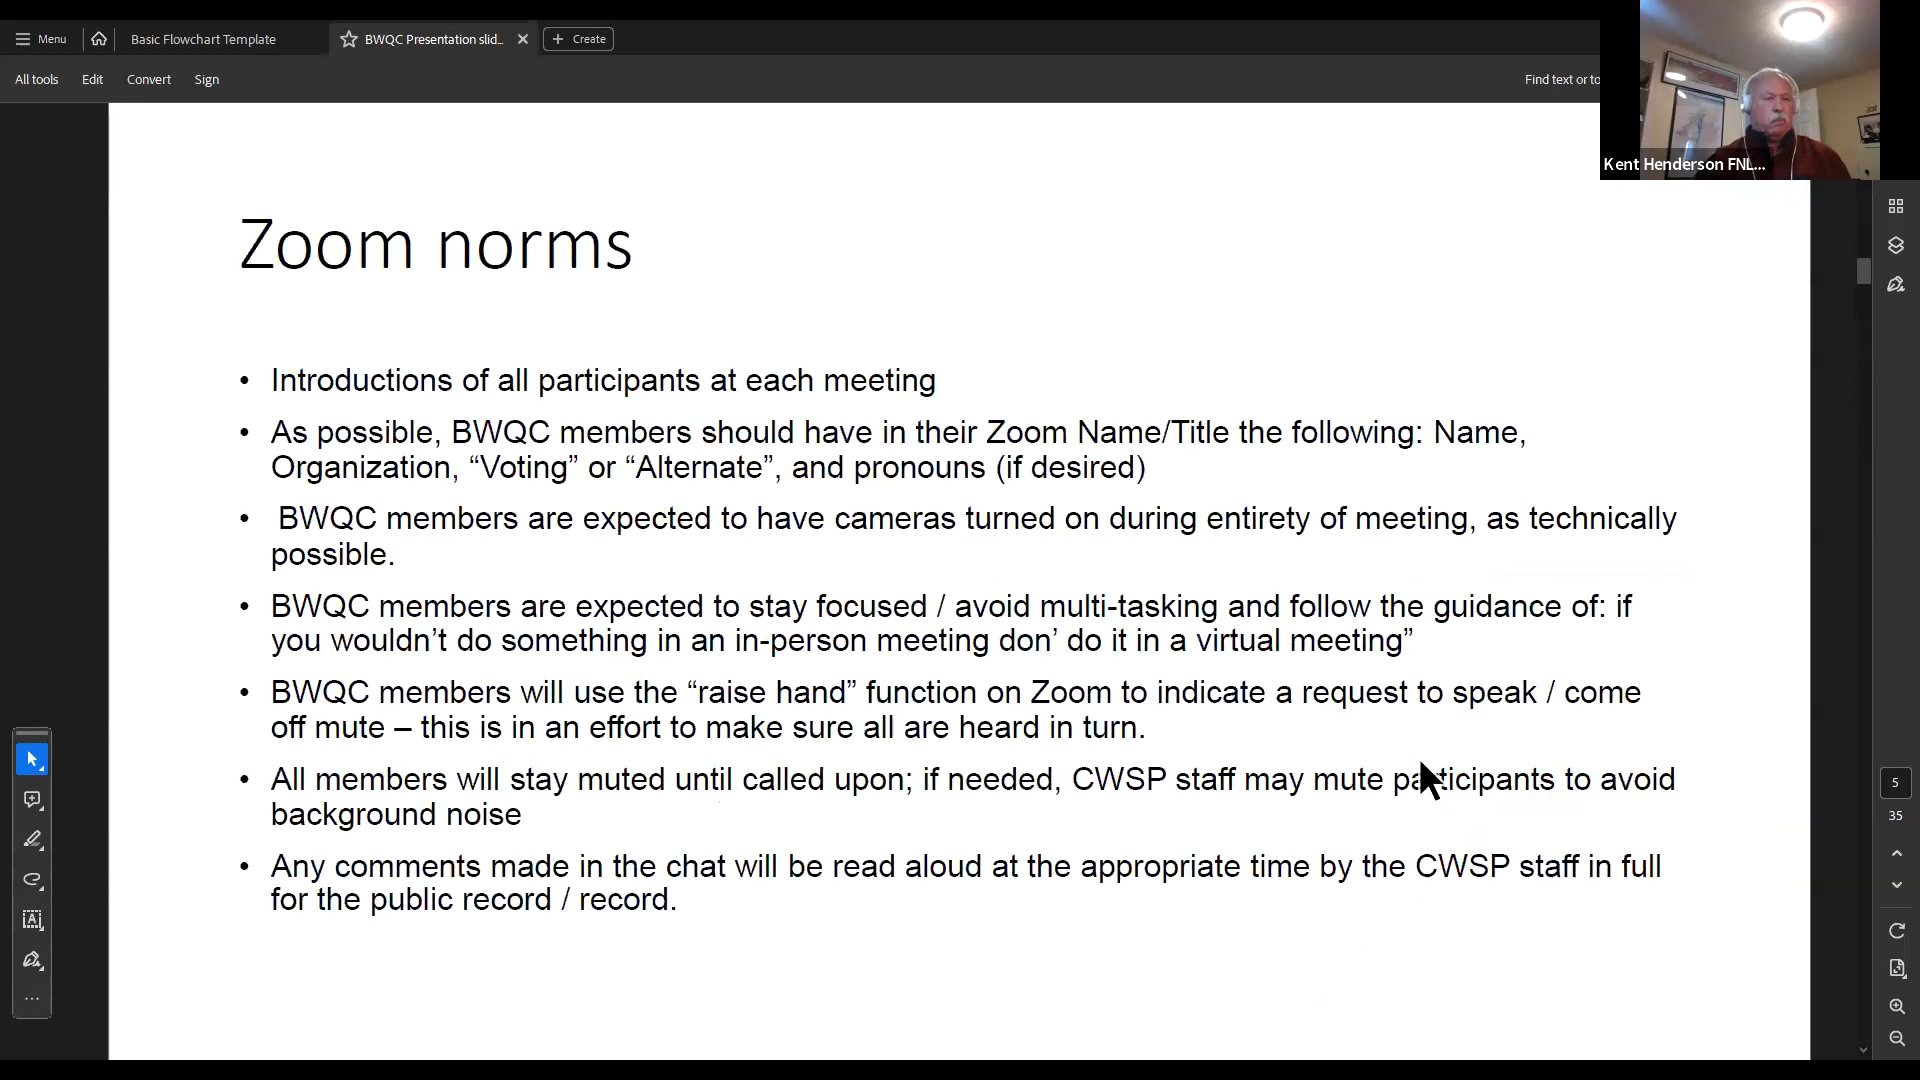 Menu
Basic Flowchart Template
BWQC Presentation slid...
Create
All tools
Edit
Convert
Sign
Find text or to
Kent Henderson FNL...
Zoom norms
• Introductions of all participants at each meeting
• As possible, BWQC members should have in their Zoom Name/Title the following: Name,
Organization, “Voting” or “Alternate”, and pronouns (if desired)
• BWQC members are expected to have cameras turned on during entirety of meeting, as technically
possible.
• BWQC members are expected to stay focused / avoid multi-tasking and follow the guidance of: if
you wouldn’t do something in an in-person meeting don’ do it in a virtual meeting”
• BWQC members will use the “raise hand” function on Zoom to indicate a request to speak / come
off mute – this is in an effort to make sure all are heard in turn.
• All members will stay muted until called upon; if needed, CWSP staff may mute participants to avoid
background noise
• Any comments made in the chat will be read aloud at the appropriate time by the CWSP staff in full
for the public record / record.
5
35